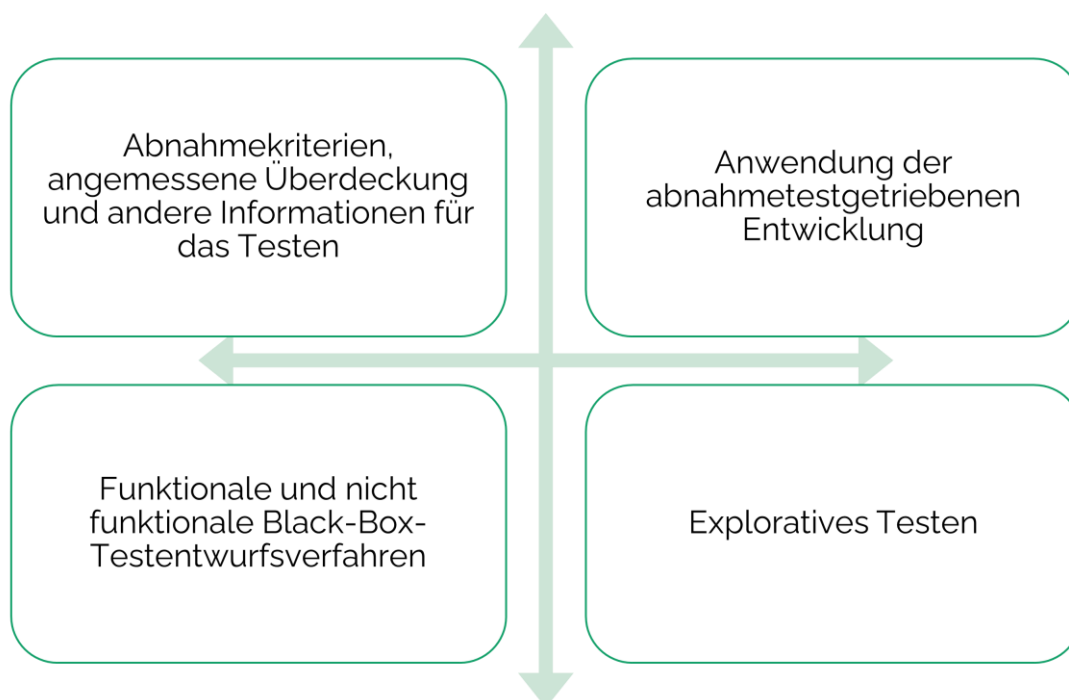 Abnahmekriterien,
angemessene Überdeckung
und andere Informationen für
das Testen
Anwendung der
abnahmetestgetriebenen
Entwicklung
Funktionale und nicht
funktionale Black-Box-
Testentwurfsverfahren
Exploratives Testen